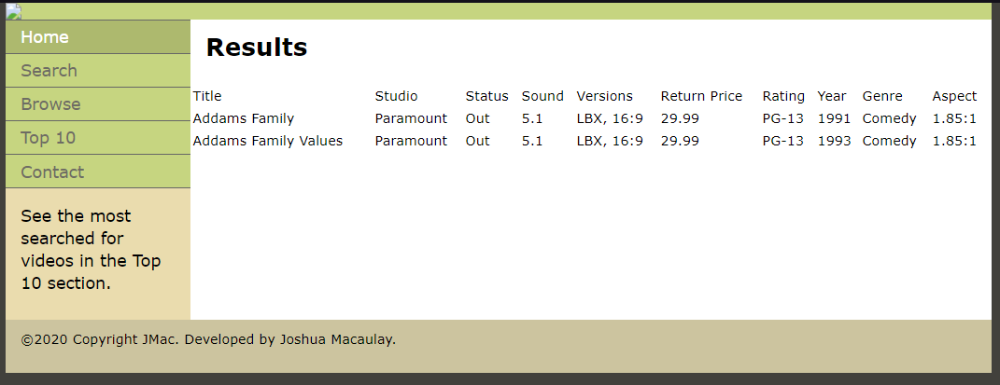 Home
Search
Browse
Top 10
Contact
See the most
searched for
videos in the Top
10 section.
Results
Title Studio Status Sound Versions Return Price Rating Year Genre Aspect
Addams Family Paramount Out 5.1 LBX, 16:9 29.99 PG-13 1991 Comedy 1.85:1
Addams Family Values Paramount Out 5.1 LBX, 16:9 29.99 PG-13 1993 Comedy 1.85:1
©2020 Copyright JMac. Developed by Joshua Macaulay.